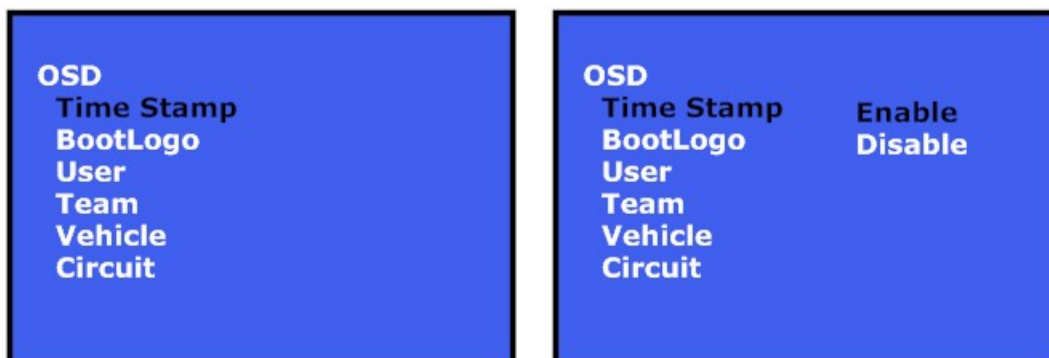 OSD
Time Stamp
BootLogo
User
Team
Vehicle
Circuit
OSD
Time Stamp
Enable
BootLogo
Disable
User
Team
Vehicle
Circuit